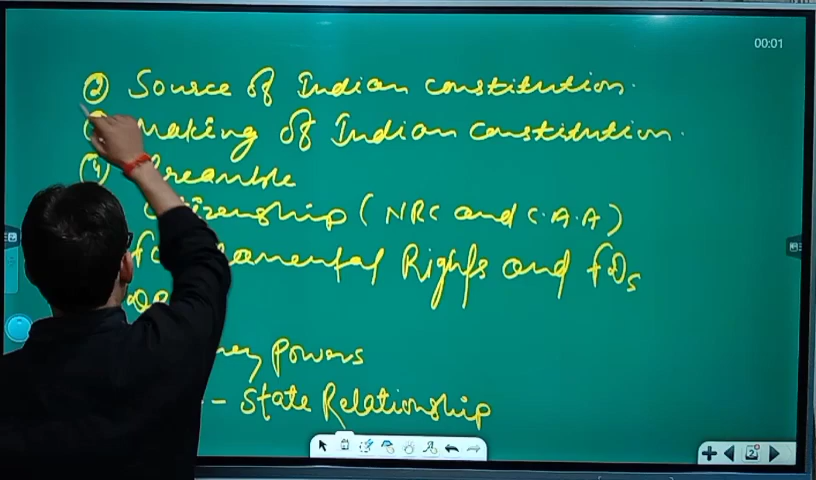 00:01
② Source of Indian constitution.
Making of Indian constitution.
(4) Preamble
Citizenship ( NRC and C.A.A)
Rights and fDs
Powers
- State Relationship
2